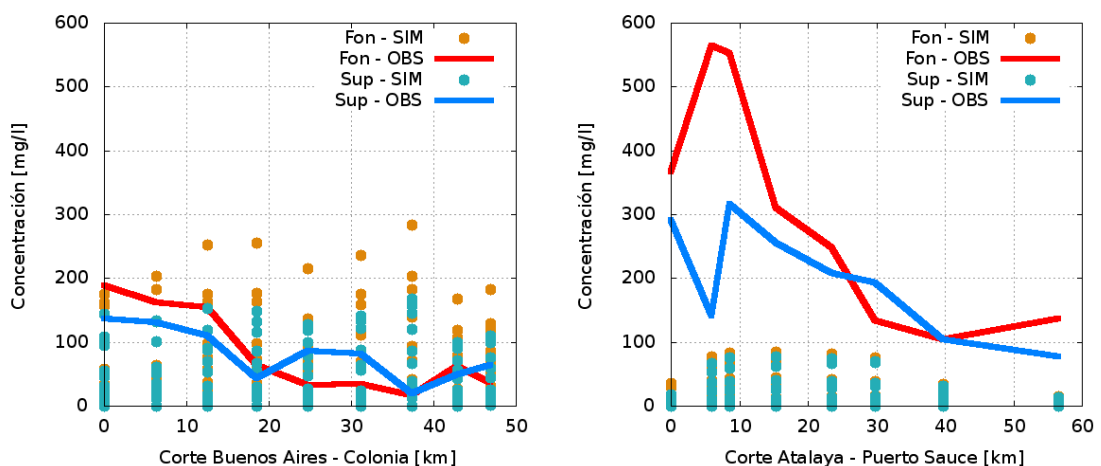 600
500
400
300
200
100
0
Concentración [mg/l]
Fon - SIM
Fon - OBS
Sup - SIM
Sup - OBS
0 10 20 30 40 50
Corte Buenos Aires - Colonia [km]
600
500
400
300
200
100
0
Concentración [mg/l]
Fon - SIM
Fon - OBS
Sup - SIM
Sup - OBS
0 10 20 30 40 50 60
Corte Atalaya - Puerto Sauce [km]